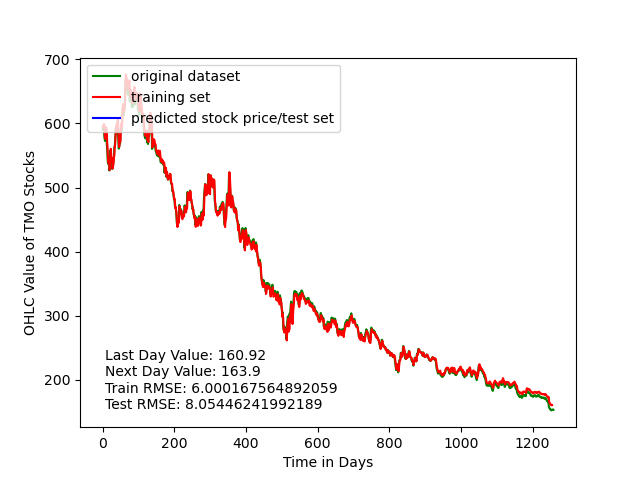 700
600
500
400
300
200
OHLC Value of TMO Stocks
original dataset
training set
predicted stock price/test set
Last Day Value: 160.92
Next Day Value: 163.9
Train RMSE: 6.000167564892059
Test RMSE: 8.05446241992189
0 200 400 600 800 1000 1200
Time in Days